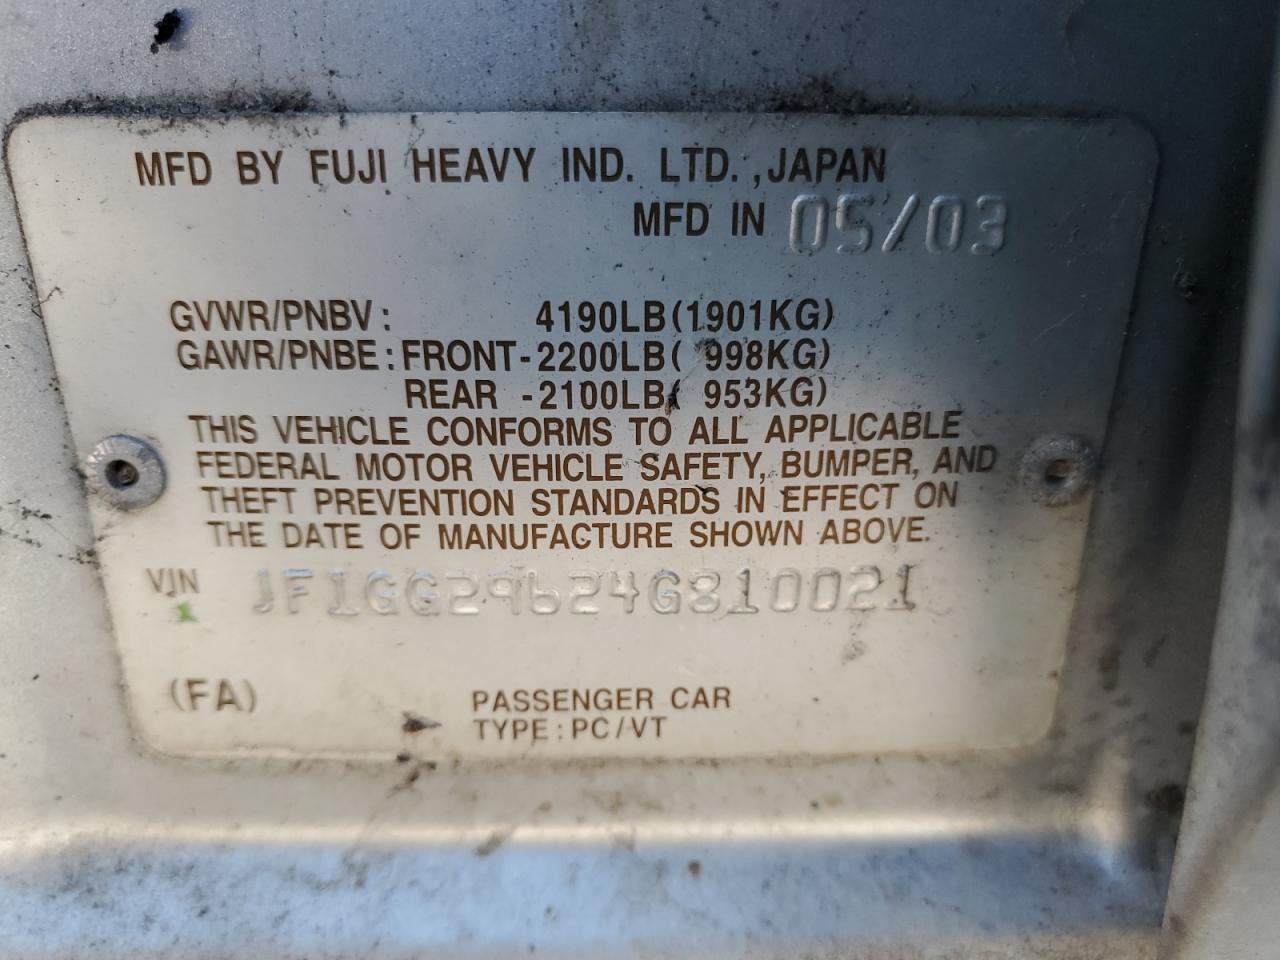 MFD BY FUJI HEAVY IND. LTD., JAPAN
MFD IN 05/03
GVWR/PNBV: 4190LB(1901KG)
GAWR/PNBE: FRONT-2200LB( 998KG)
REAR -2100LB( 953KG)
THIS VEHICLE CONFORMS TO ALL APPLICABLE
FEDERAL MOTOR VEHICLE SAFETY, BUMPER, AND
THEFT PREVENTION STANDARDS IN EFFECT ON
THE DATE OF MANUFACTURE SHOWN ABOVE.
VIN JF1GG29624G810021
(FA) PASSENGER CAR
TYPE: PC/VT